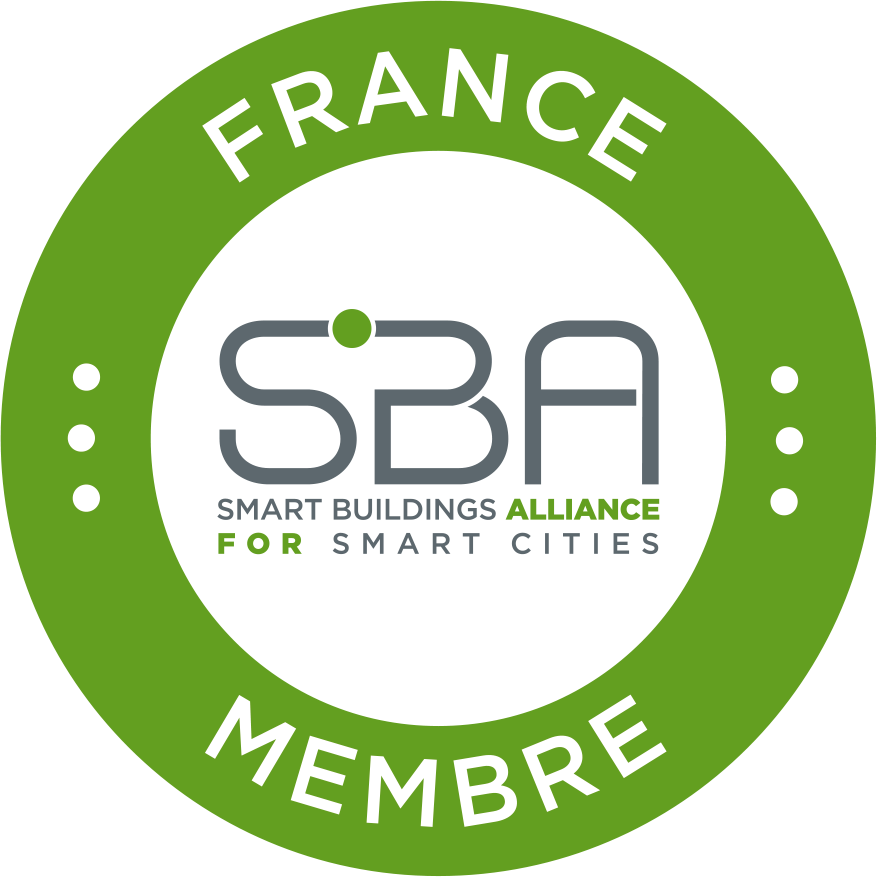 FRANCE
SBA
SMART BUILDINGS ALLIANCE
FOR SMART CITIES
MEMBRE